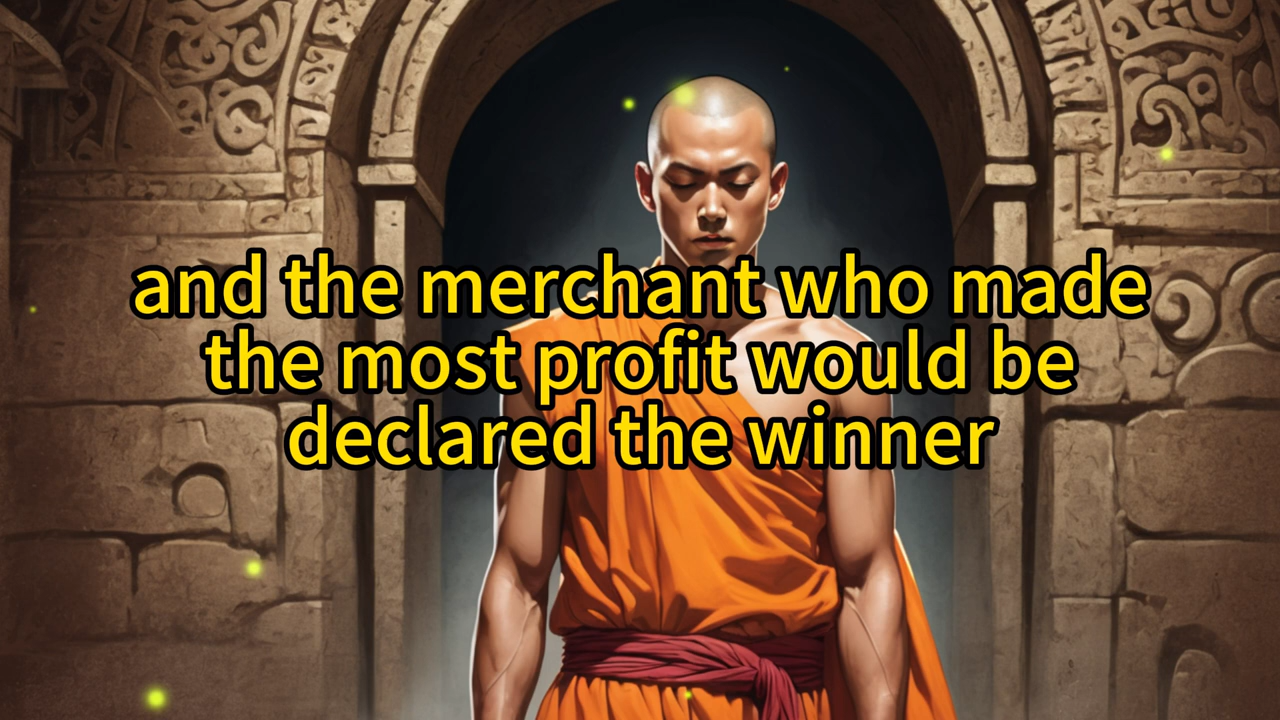 and the merchant who made
the most profit would be
declared the winner